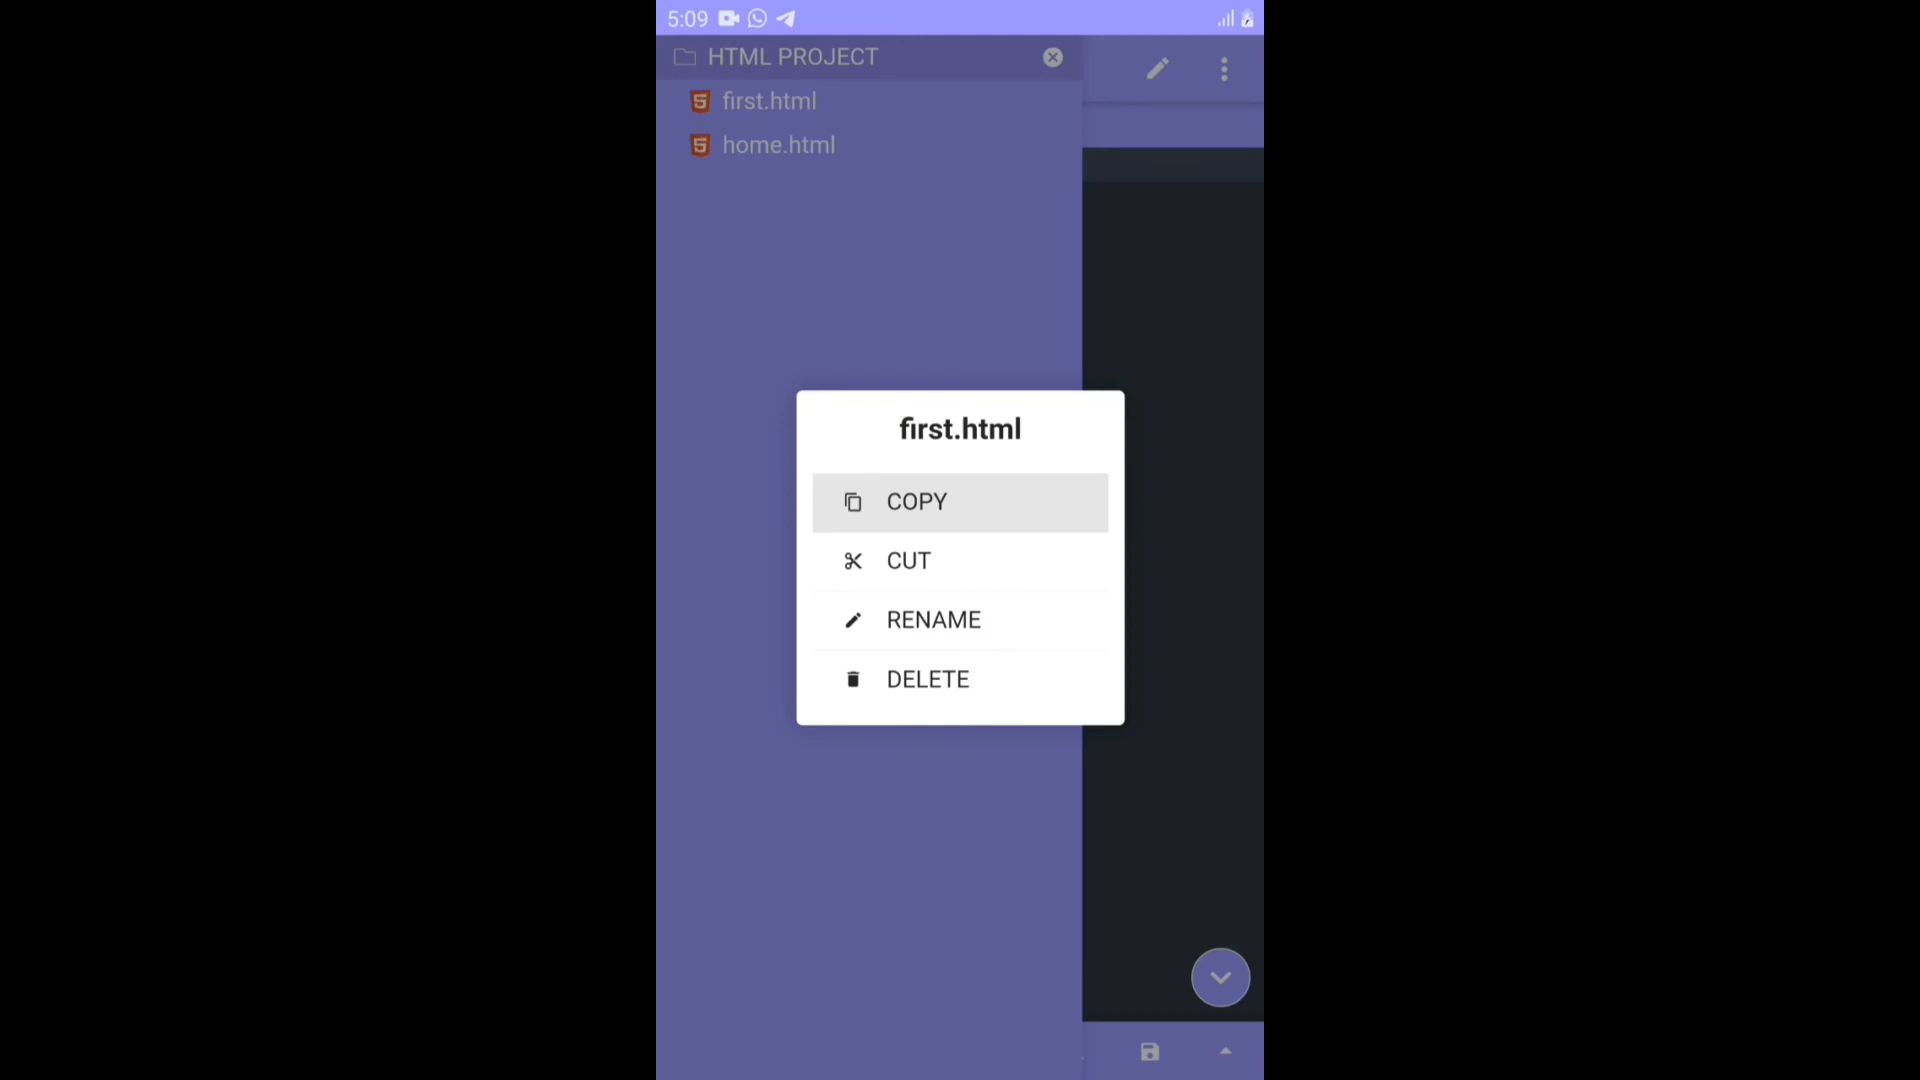 5:09
HTML PROJECT
first.html
home.html
first.html
COPY
CUT
RENAME
DELETE